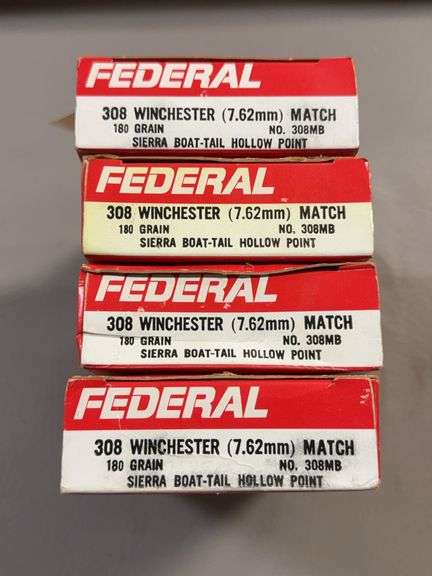 FEDERAL
308 WINCHESTER (7.62mm) MATCH
180 GRAIN NO. 308MB
SIERRA BOAT-TAIL HOLLOW POINT
FEDERAL
308 WINCHESTER (7.62mm) MATCH
180 GRAIN NO. 308MB
SIERRA BOAT-TAIL HOLLOW POINT
FEDERAL
308 WINCHESTER (7.62mm) MATCH
180 GRAIN NO. 308MB
SIERRA BOAT-TAIL HOLLOW POINT
FEDERAL
308 WINCHESTER (7.62mm) MATCH
180 GRAIN NO. 308MB
SIERRA BOAT-TAIL HOLLOW POINT